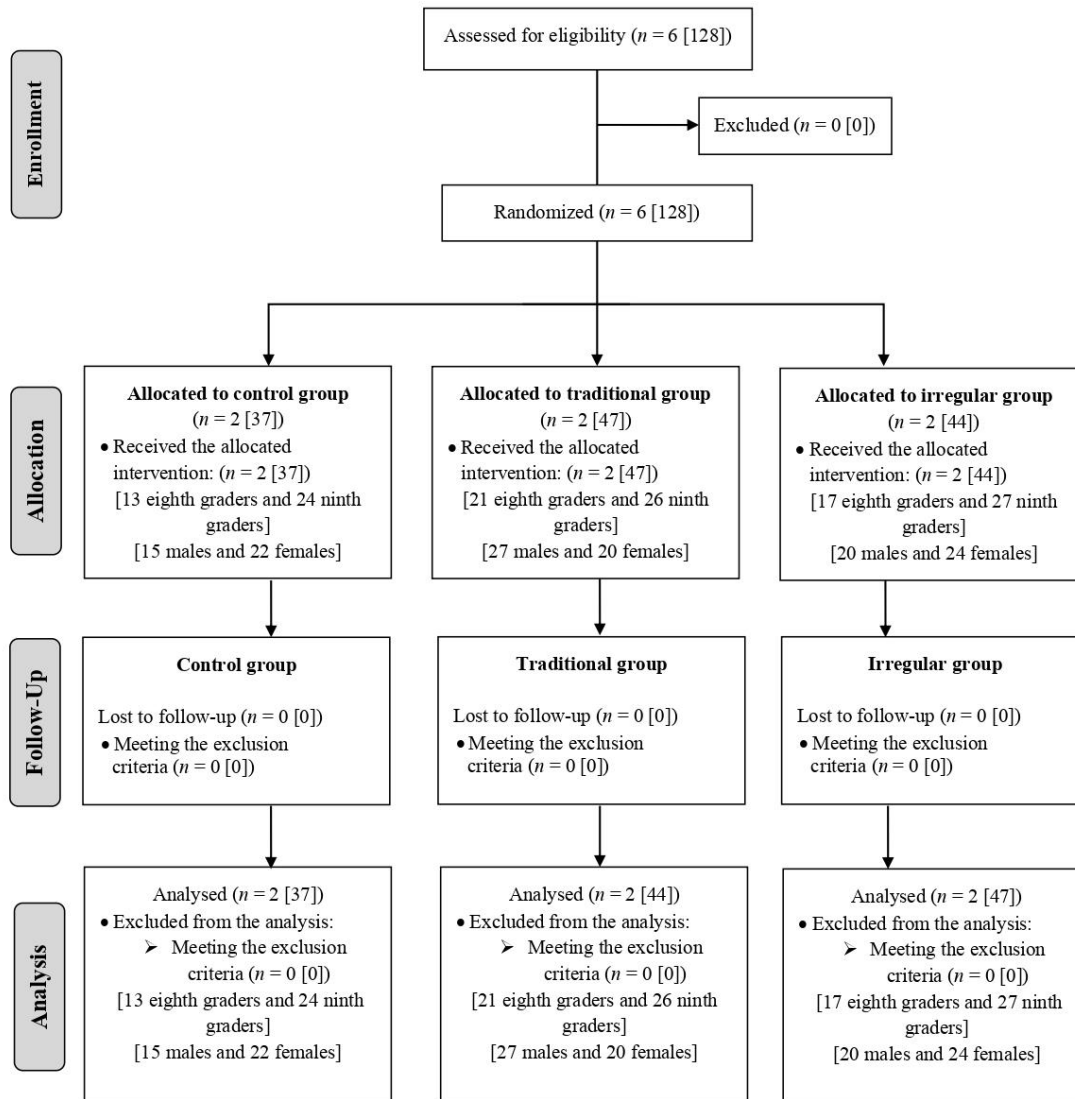 Enrollment
Assessed for eligibility (n = 6 [128])
Excluded (n = 0 [0])
Randomized (n = 6 [128])
Allocation
Allocated to control group
(n = 2 [37])
• Received the allocated
intervention: (n = 2 [37])
[13 eighth graders and 24 ninth
graders]
[15 males and 22 females]
Allocated to traditional group
(n = 2 [47])
• Received the allocated
intervention: (n = 2 [47])
[21 eighth graders and 26 ninth
graders]
[27 males and 20 females]
Allocated to irregular group
(n = 2 [44])
• Received the allocated
intervention: (n = 2 [44])
[17 eighth graders and 27 ninth
graders]
[20 males and 24 females]
Follow-Up
Control group
Lost to follow-up (n = 0 [0])
• Meeting the exclusion
criteria (n = 0 [0])
Traditional group
Lost to follow-up (n = 0 [0])
• Meeting the exclusion
criteria (n = 0 [0])
Irregular group
Lost to follow-up (n = 0 [0])
• Meeting the exclusion
criteria (n = 0 [0])
Analysis
Analysed (n = 2 [37])
• Excluded from the analysis:
➢ Meeting the exclusion
criteria (n = 0 [0])
[13 eighth graders and 24 ninth
graders]
[15 males and 22 females]
Analysed (n = 2 [44])
• Excluded from the analysis:
➢ Meeting the exclusion
criteria (n = 0 [0])
[21 eighth graders and 26 ninth
graders]
[27 males and 20 females]
Analysed (n = 2 [47])
• Excluded from the analysis:
➢ Meeting the exclusion
criteria (n = 0 [0])
[17 eighth graders and 27 ninth
graders]
[20 males and 24 females]